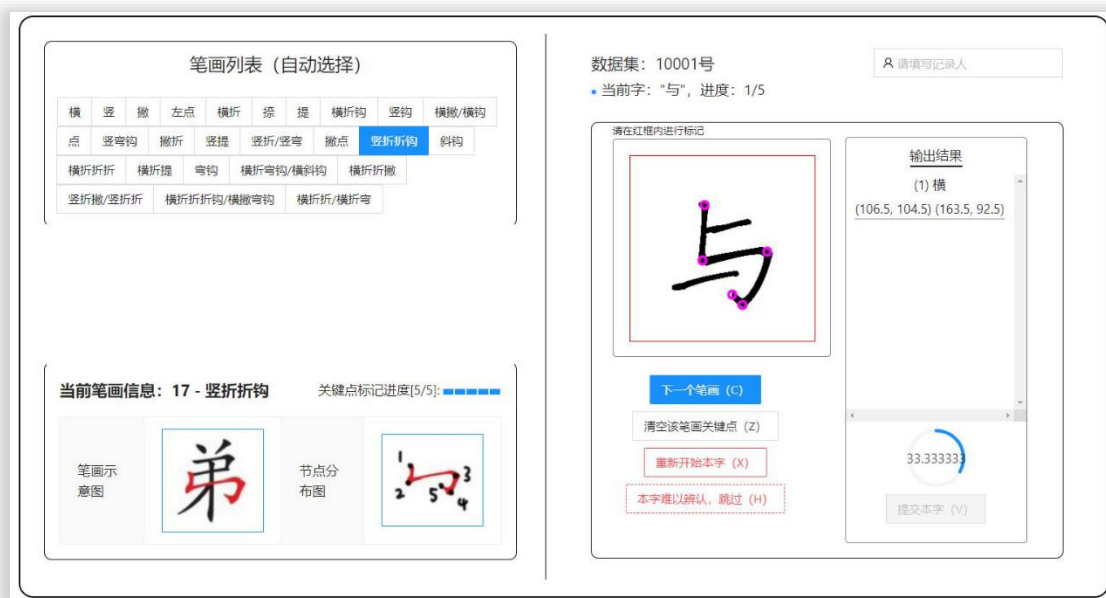 笔画列表（自动选择）
横 竖 撇 左点 横折 捺 提 横折钩 竖钩 横撇/横钩
点 竖弯钩 撇折 竖提 竖折/竖弯 撇点 竖折折钩 斜钩
横折折折 横折提 弯钩 横折弯钩/横斜钩 横折折撇
竖折撇/竖折折 横折折折钩/横撇弯钩 横折折/横折弯
当前笔画信息：17 - 竖折折钩 关键点标记进度[5/5]:
笔画示
意图
弟
节点分
布图
1 2 3 4 5
数据集：10001号
请填写记录人
当前字："与"，进度：1/5
请在红框内进行标记
与
下一个笔画（C）
清空该笔画关键点（Z）
重新开始本字（X）
本字难以辨认，跳过（H）
输出结果
(1) 横
(106.5, 104.5) (163.5, 92.5)
33.333333
提交本字（V）